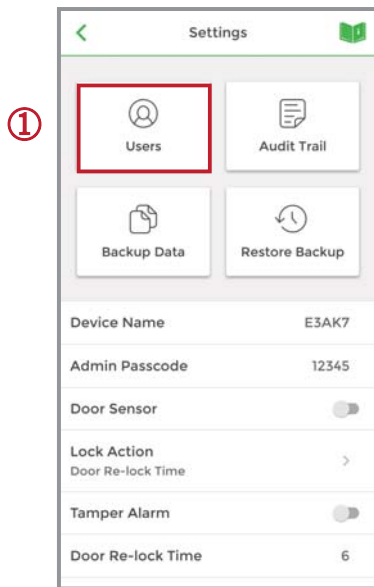 Settings
①
Users
Audit Trail
Backup Data
Restore Backup
Device Name E3AK7
Admin Passcode 12345
Door Sensor
Lock Action
Door Re-lock Time
Tamper Alarm
Door Re-lock Time 6